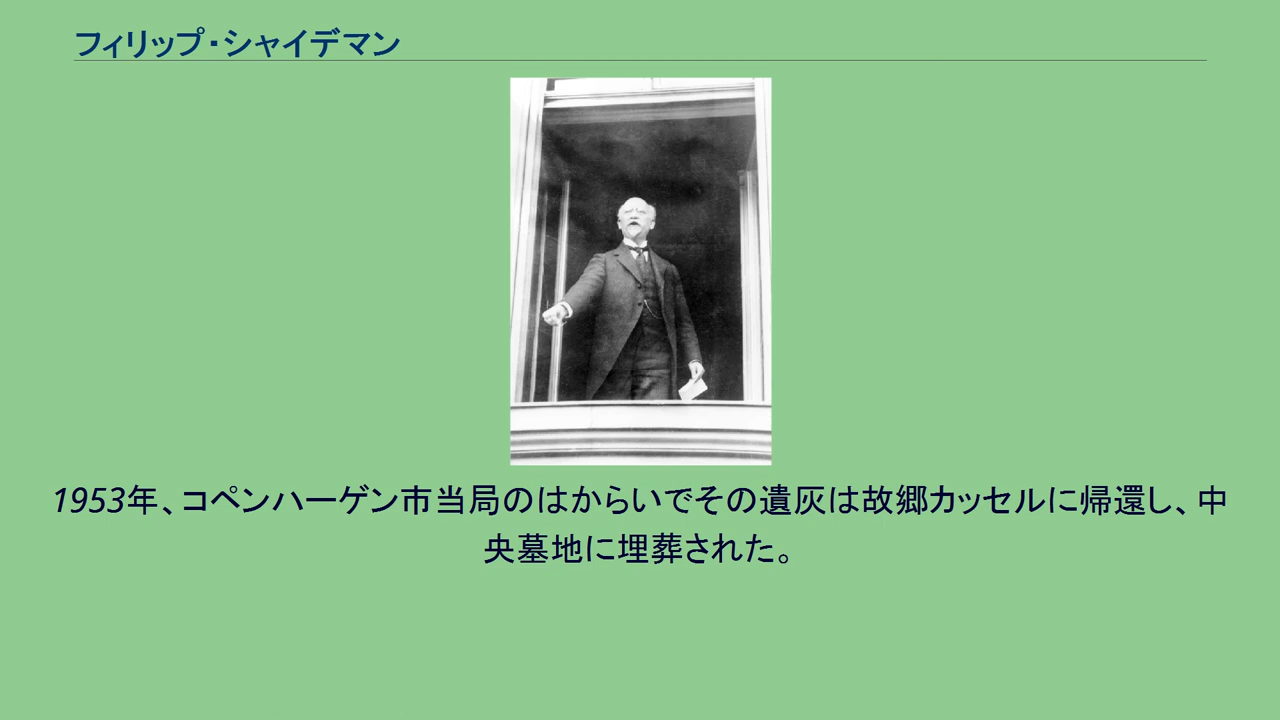 フィリップ・シャイデマン
1953年、コペンハーゲン市当局のはからいでその遺灰は故郷カッセルに帰還し、中
央墓地に埋葬された。